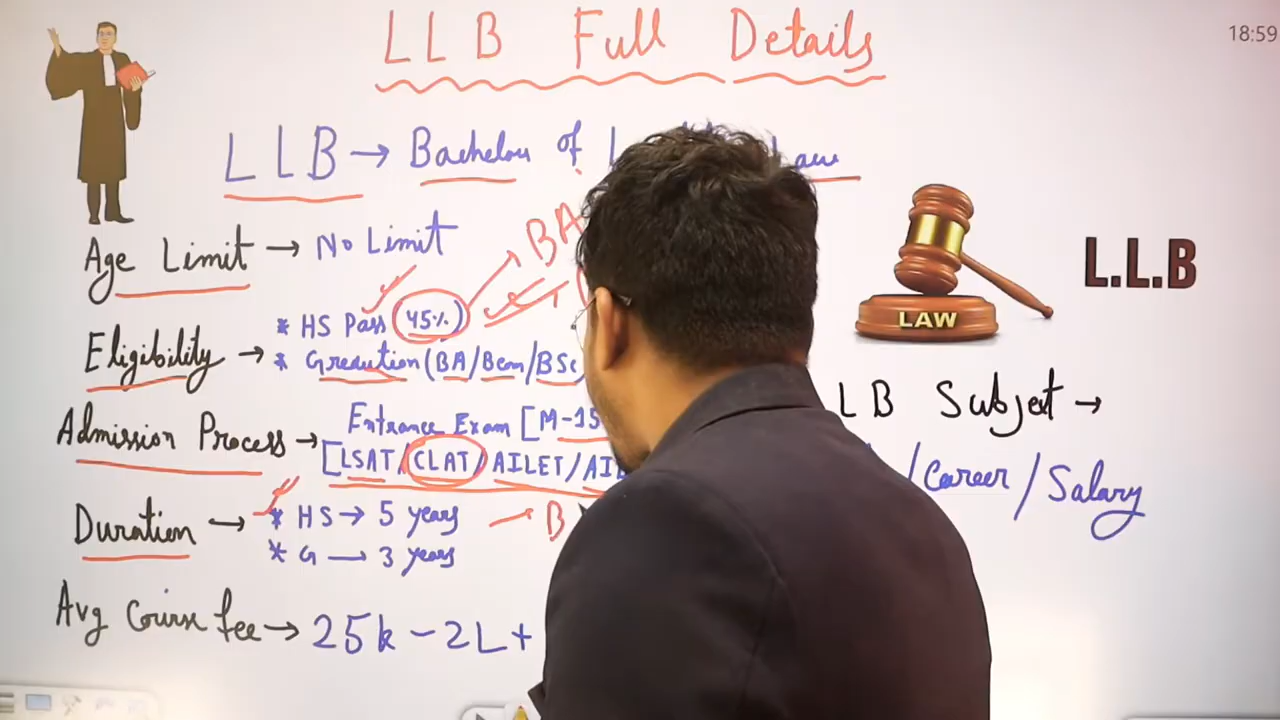 18:59
LLB Full Details
LLB → Bachelou of L
Age Limit → No Limit
BA
L.L.B
LAW
Eligibility → * HS Pass (45%)
* Gredution (BA/Bcom/BSc
LB Subject →
Admission Process → Entrance Exam [M-15
[LSAT/CLAT/AILET/AI
/Career/Salary
Duration → * HS → 5 years → B
* G — 3 years
Avg Course fee → 25k - 2L+